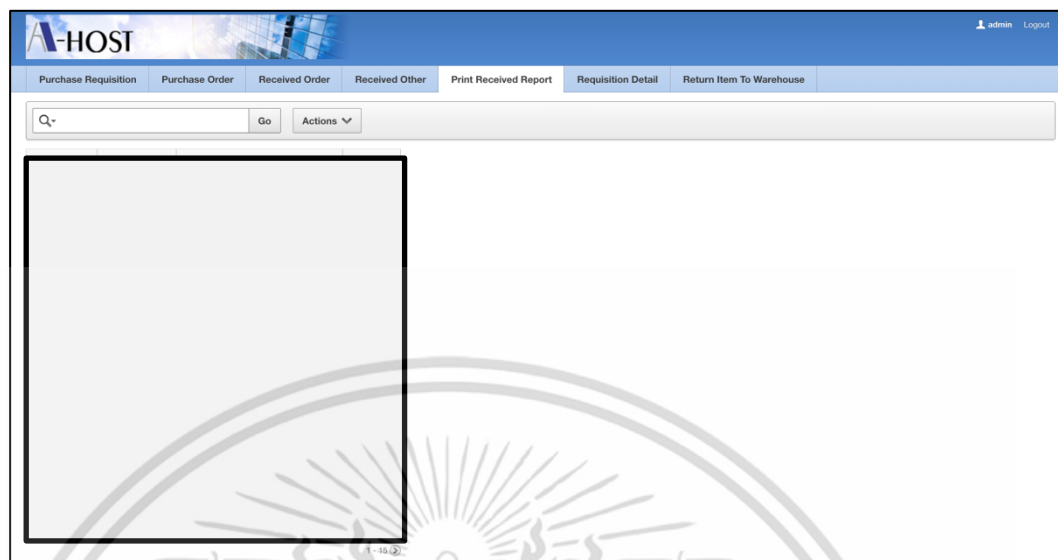 A-HOST
admin Logout
Purchase Requisition Purchase Order Received Order Received Other Print Received Report Requisition Detail Return Item To Warehouse
Go Actions
1 - 15